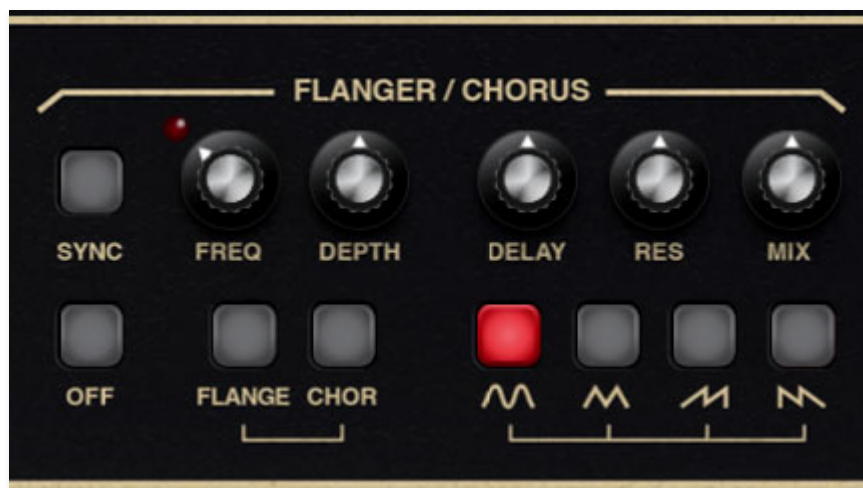 FLANGER / CHORUS
SYNC FREQ DEPTH DELAY RES MIX
OFF FLANGE CHOR